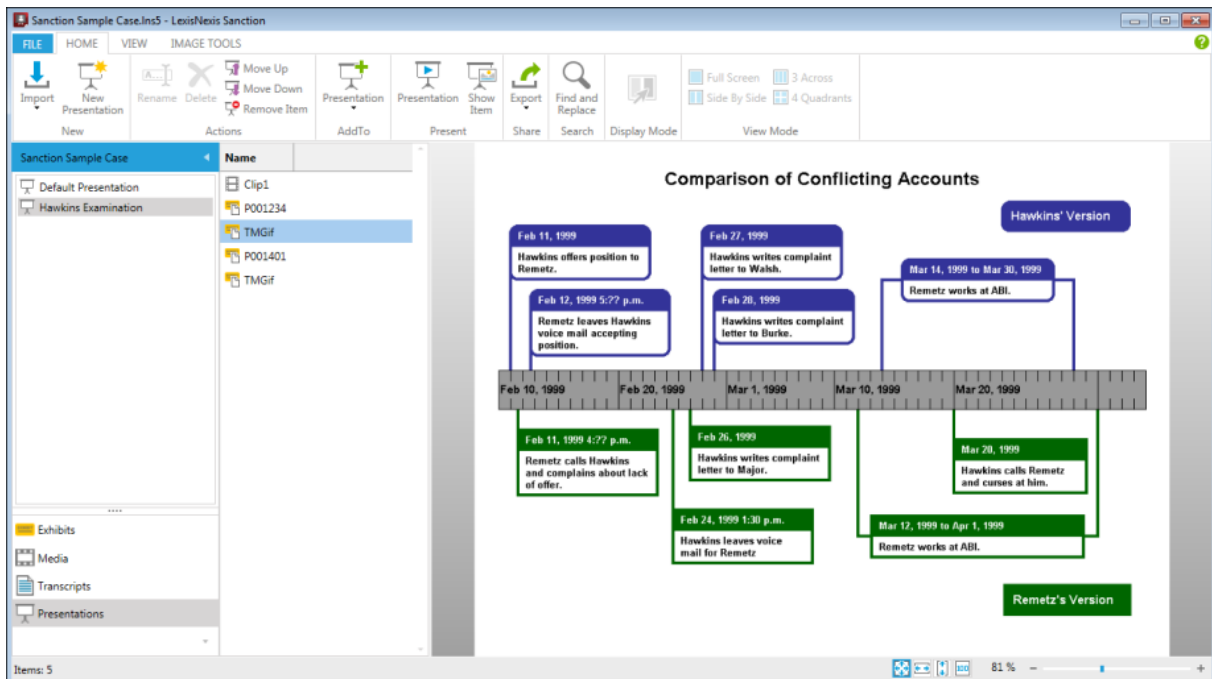 Sanction Sample Case.lns5 - LexisNexis Sanction
FILE HOME VIEW IMAGE TOOLS
Import
New Presentation
Rename
Delete
Move Up
Move Down
Remove Item
Presentation
Presentation
Show Item
Export
Find and Replace
Full Screen
3 Across
Side By Side
4 Quadrants
New Actions AddTo Present Share Search Display Mode View Mode
Sanction Sample Case
Default Presentation
Hawkins Examination
Exhibits
Media
Transcripts
Presentations
Name
Clip1
P001234
TMGif
P001401
TMGif
Comparison of Conflicting Accounts
Hawkins' Version
Feb 11, 1999
Hawkins offers position to
Remetz.
Feb 27, 1999
Hawkins writes complaint
letter to Walsh.
Mar 14, 1999 to Mar 30, 1999
Remetz works at ABI.
Feb 12, 1999 5:?? p.m.
Remetz leaves Hawkins
voice mail accepting
position.
Feb 28, 1999
Hawkins writes complaint
letter to Burke.
Feb 10, 1999 Feb 20, 1999 Mar 1, 1999 Mar 10, 1999 Mar 20, 1999
Feb 11, 1999 4:?? p.m.
Remetz calls Hawkins
and complains about lack
of offer.
Feb 26, 1999
Hawkins writes complaint
letter to Major.
Mar 20, 1999
Hawkins calls Remetz
and curses at him.
Feb 24, 1999 1:30 p.m.
Hawkins leaves voice
mail for Remetz
Mar 12, 1999 to Apr 1, 1999
Remetz works at ABI.
Remetz's Version
Items: 5
100
81 %